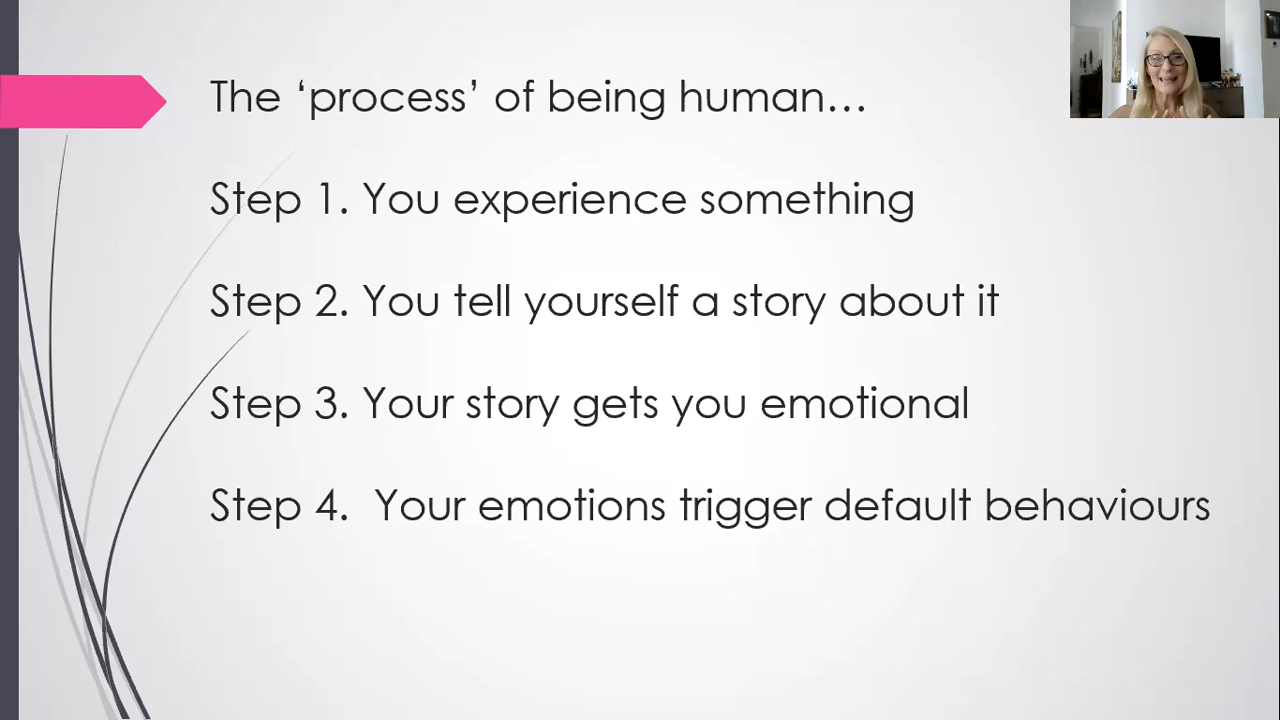 The ‘process’ of being human…
Step 1. You experience something
Step 2. You tell yourself a story about it
Step 3. Your story gets you emotional
Step 4.  Your emotions trigger default behaviours